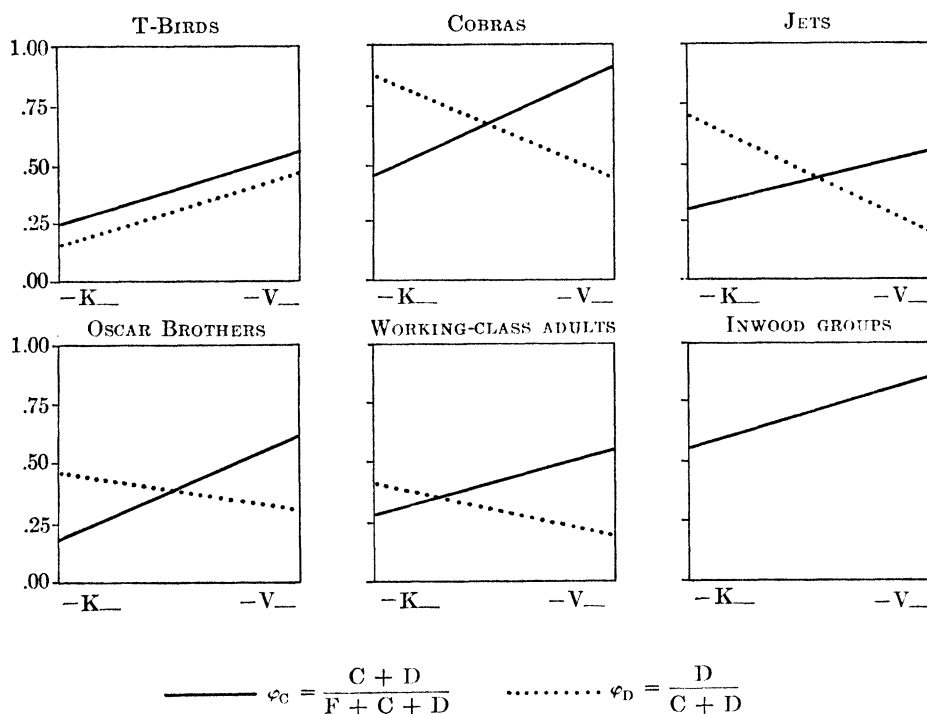 T-BIRDS COBRAS JETS
1.00
.75
.50
.25
.00
–K__ –V__ –K__ –V__ –K__ –V__
OSCAR BROTHERS WORKING-CLASS ADULTS INWOOD GROUPS
1.00
.75
.50
.25
.00
–K__ –V__ –K__ –V__ –K__ –V__
φC = C + D / F + C + D φD = D / C + D